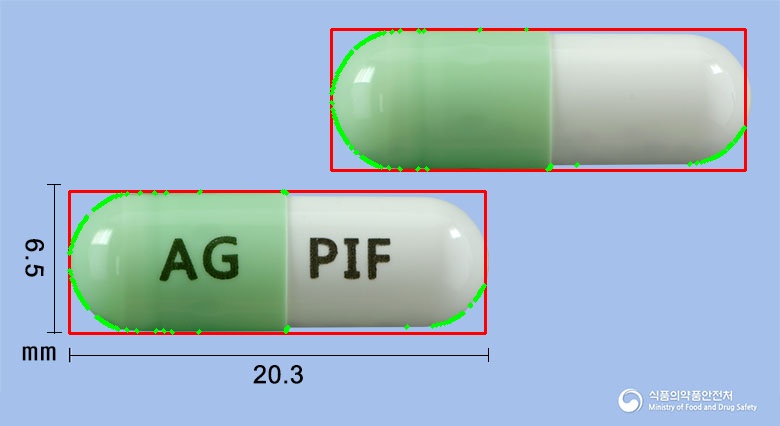 AG PIF
6.5
mm
20.3
식품의약품안전처
Ministry of Food and Drug Safety